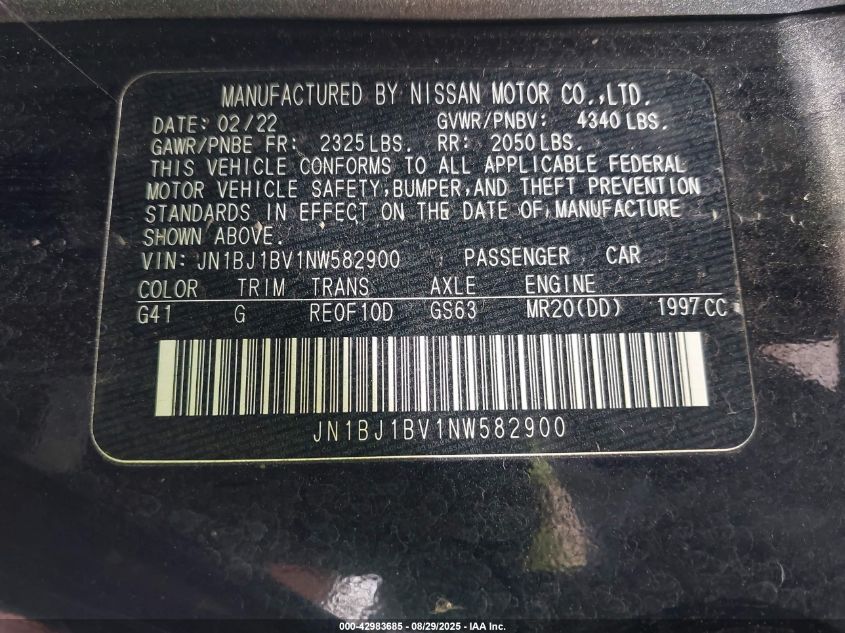 MANUFACTURED BY NISSAN MOTOR CO.,LTD.
DATE: 02/22 GVWR/PNBV: 4340 LBS.
GAWR/PNBE FR: 2325 LBS. RR: 2050 LBS.
THIS VEHICLE CONFORMS TO ALL APPLICABLE FEDERAL
MOTOR VEHICLE SAFETY,BUMPER,AND THEFT PREVENTION
STANDARDS IN EFFECT ON THE DATE OF MANUFACTURE
SHOWN ABOVE.
VIN: JN1BJ1BV1NW582900 PASSENGER CAR
COLOR TRIM TRANS AXLE ENGINE
G41 G RE0F10D GS63 MR20(DD) 1997 CC
JN1BJ1BV1NW582900
000-42983685 - 08/29/2025 - IAA Inc.